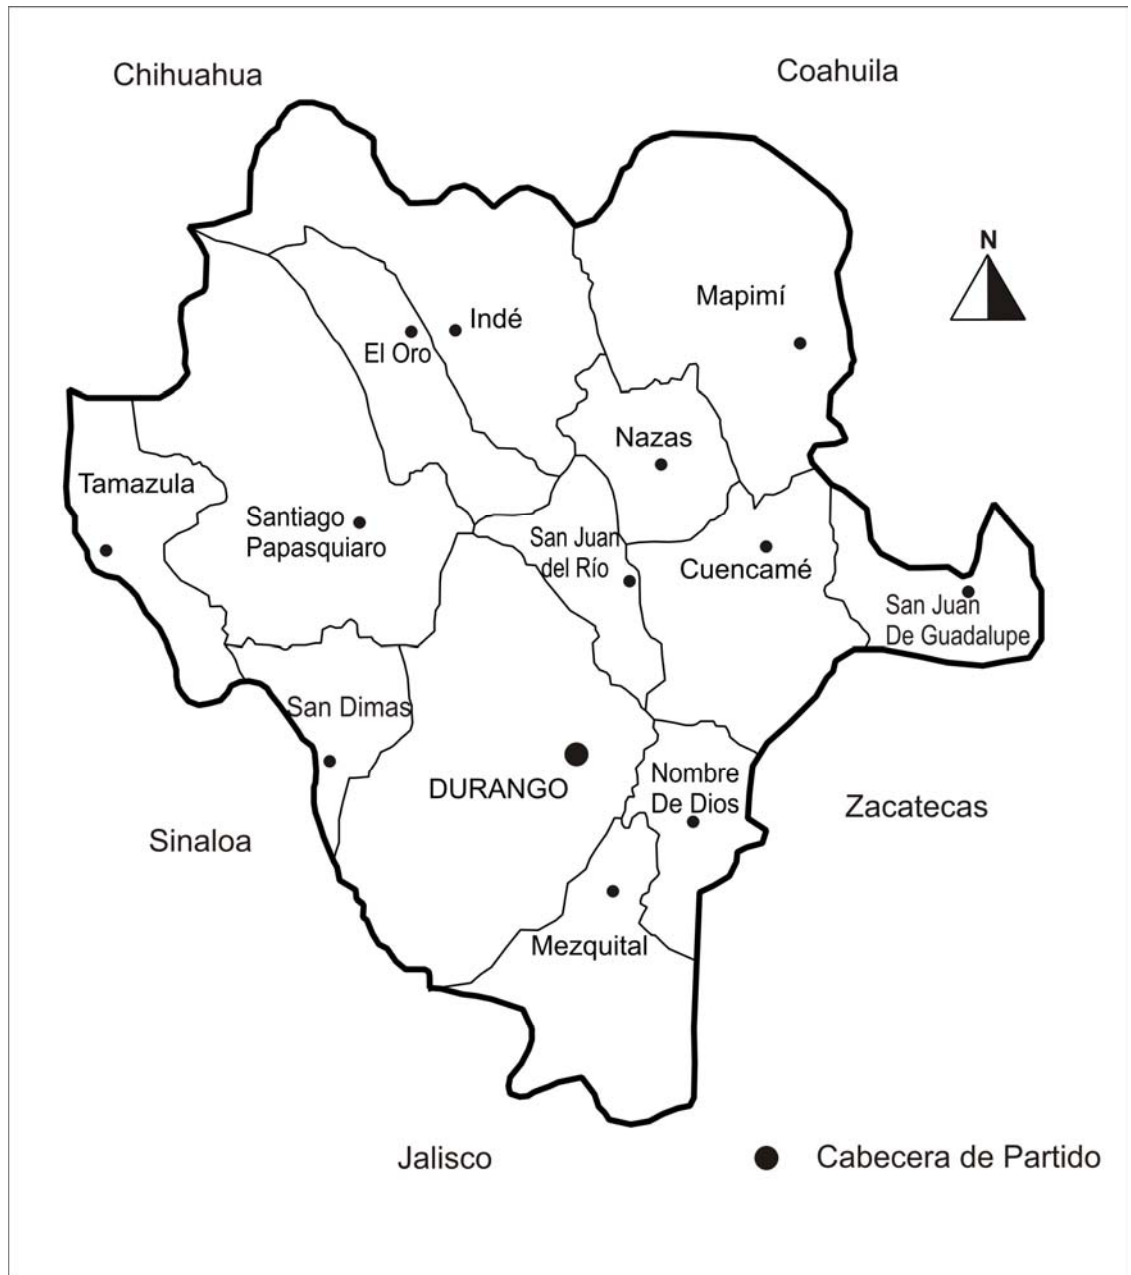 Chihuahua
Coahuila
N
Mapimí
Indé
El Oro
Nazas
Tamazula
Santiago
Papasquiaro
San Juan
del Río
Cuencamé
San Juan
De Guadalupe
San Dimas
DURANGO
Nombre
De Dios
Zacatecas
Sinaloa
Mezquital
Jalisco
Cabecera de Partido